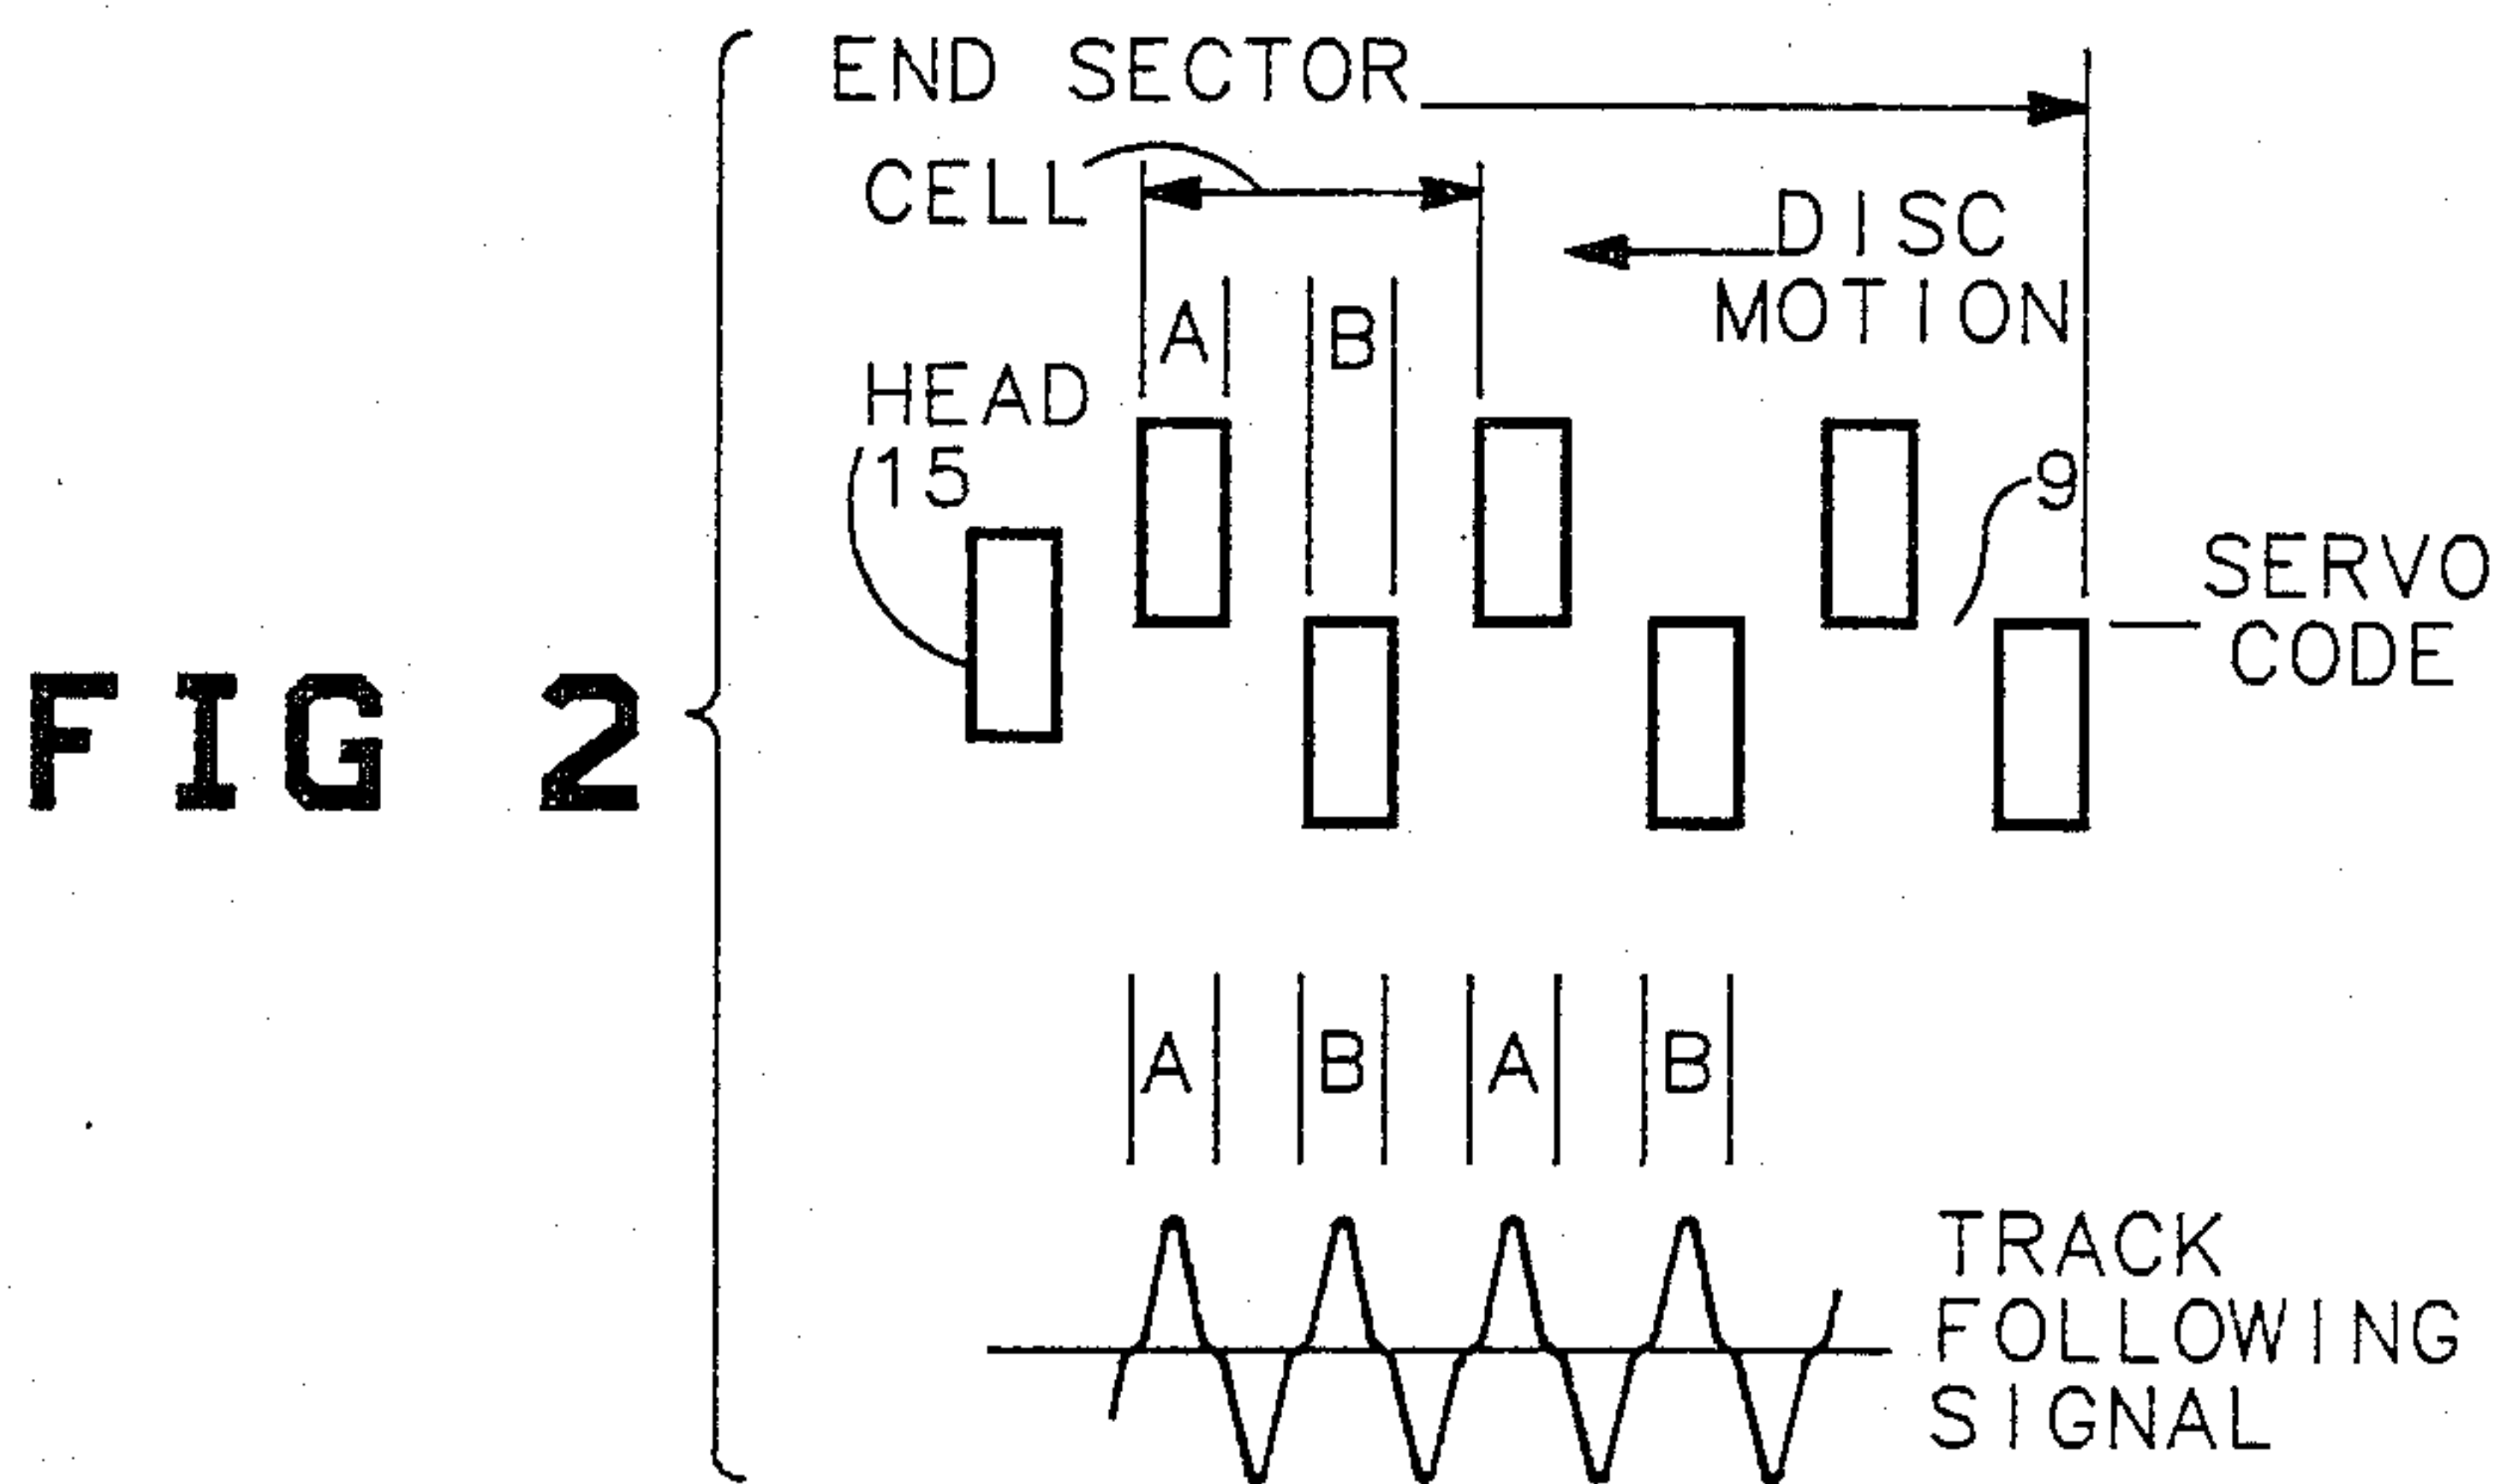 FIG 2
END SECTOR
CELL
DISC
MOTION
A B
HEAD
15
9
SERVO
CODE
A B A B
TRACK
FOLLOWING
SIGNAL